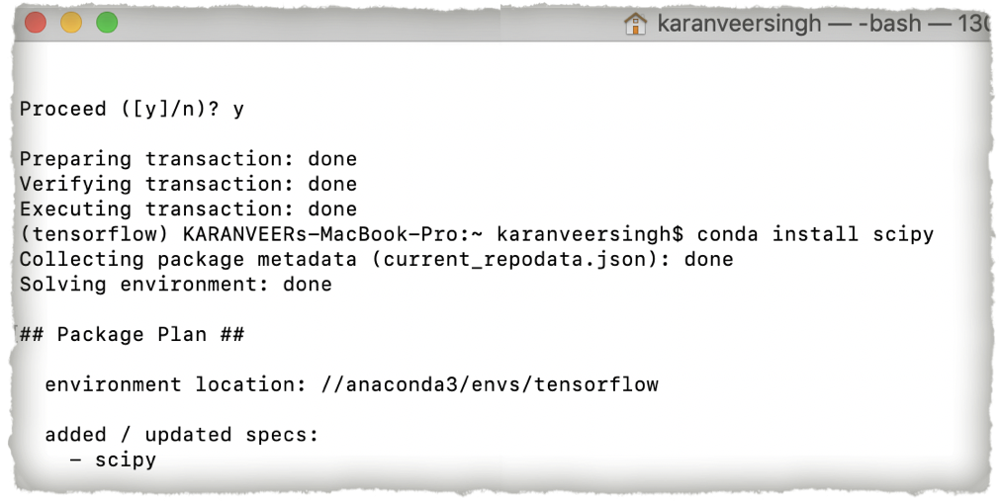 karanveersingh — -bash — 130
Proceed ([y]/n)? y
Preparing transaction: done
Verifying transaction: done
Executing transaction: done
(tensorflow) KARANVEERs-MacBook-Pro:~ karanveersingh$ conda install scipy
Collecting package metadata (current_repodata.json): done
Solving environment: done
## Package Plan ##
environment location: //anaconda3/envs/tensorflow
added / updated specs:
- scipy